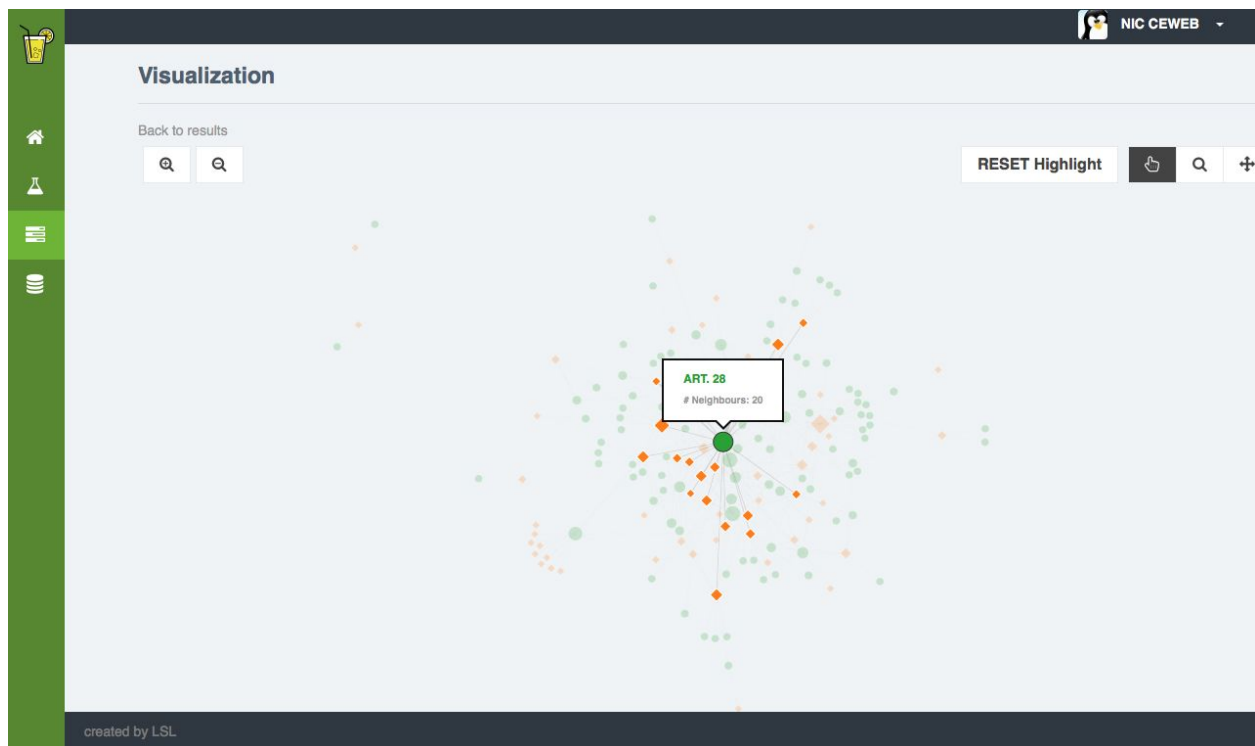 NIC CEWEB
Visualization
Back to results
RESET Highlight
ART. 28
# Neighbours: 20
created by LSL